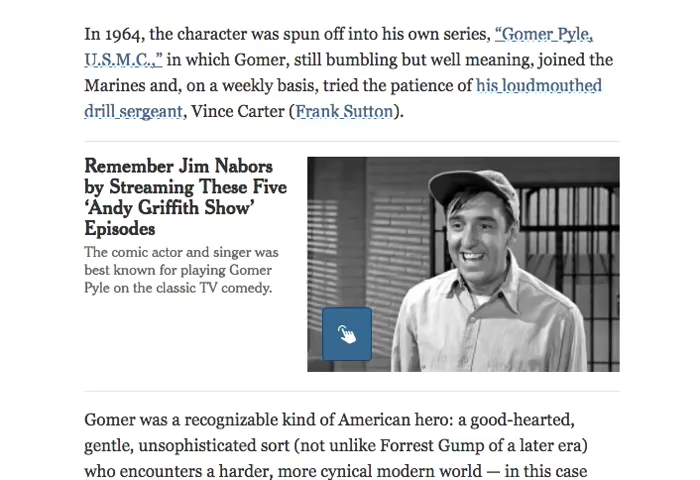 In 1964, the character was spun off into his own series, “Gomer Pyle,
U.S.M.C.,” in which Gomer, still bumbling but well meaning, joined the
Marines and, on a weekly basis, tried the patience of his loudmouthed
drill sergeant, Vince Carter (Frank Sutton).
Remember Jim Nabors
by Streaming These Five
‘Andy Griffith Show’
Episodes
The comic actor and singer was
best known for playing Gomer
Pyle on the classic TV comedy.
Gomer was a recognizable kind of American hero: a good-hearted,
gentle, unsophisticated sort (not unlike Forrest Gump of a later era)
who encounters a harder, more cynical modern world — in this case